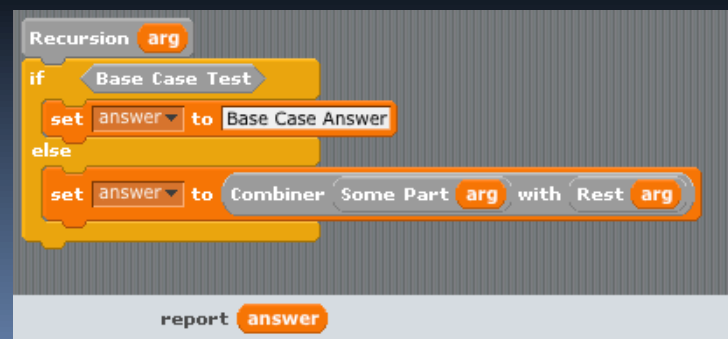 Recursion arg
if Base Case Test
set answer to Base Case Answer
else
set answer to Combiner Some Part arg with Rest arg
report answer